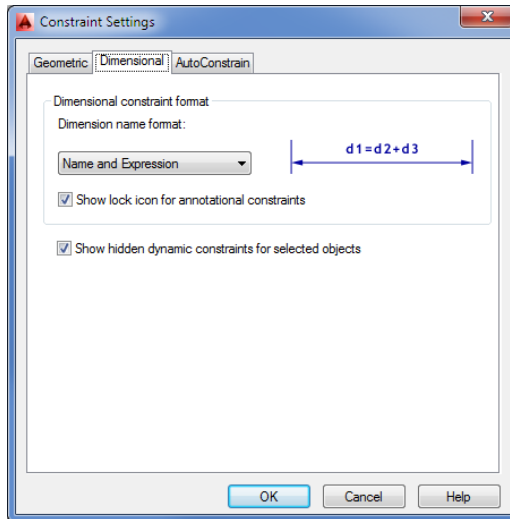 Constraint Settings
Geometric Dimensional AutoConstrain
Dimensional constraint format
Dimension name format:
Name and Expression
d1=d2+d3
Show lock icon for annotational constraints
Show hidden dynamic constraints for selected objects
OK Cancel Help